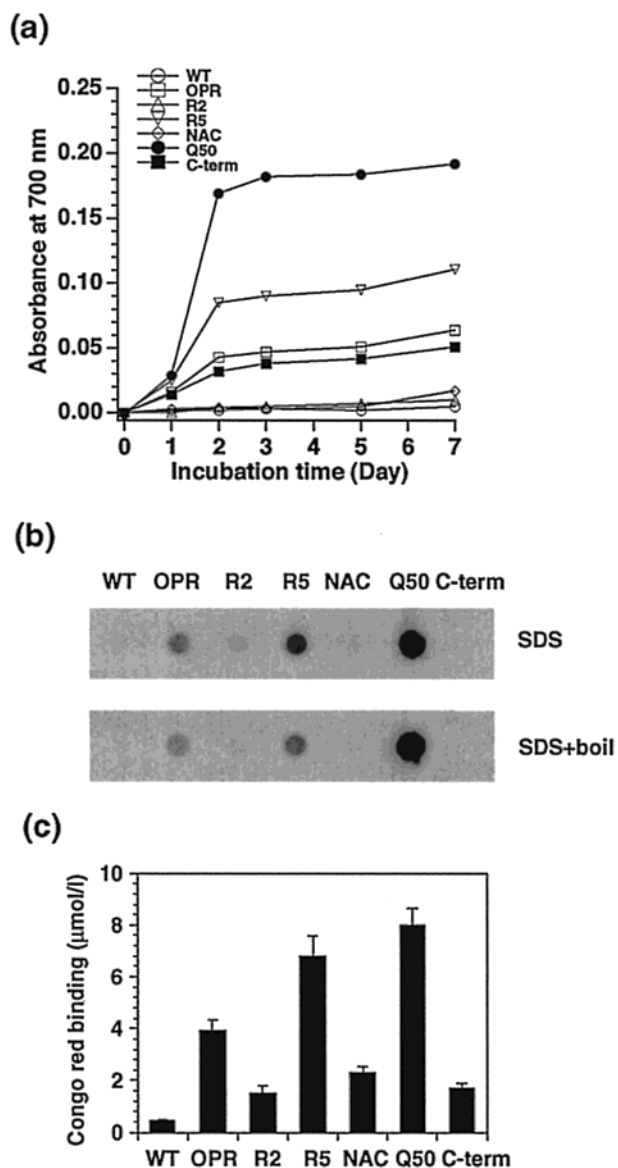 (a)
WT
OPR
R2
R5
NAC
Q50
C-term
Absorbance at 700 nm
0.25
0.20
0.15
0.10
0.05
0.00
0 1 2 3 4 5 6 7
Incubation time (Day)
(b)
WT OPR R2 R5 NAC Q50 C-term
SDS
SDS+boil
(c)
Congo red binding (μmol/l)
10
8
6
4
2
0
WT OPR R2 R5 NAC Q50 C-term